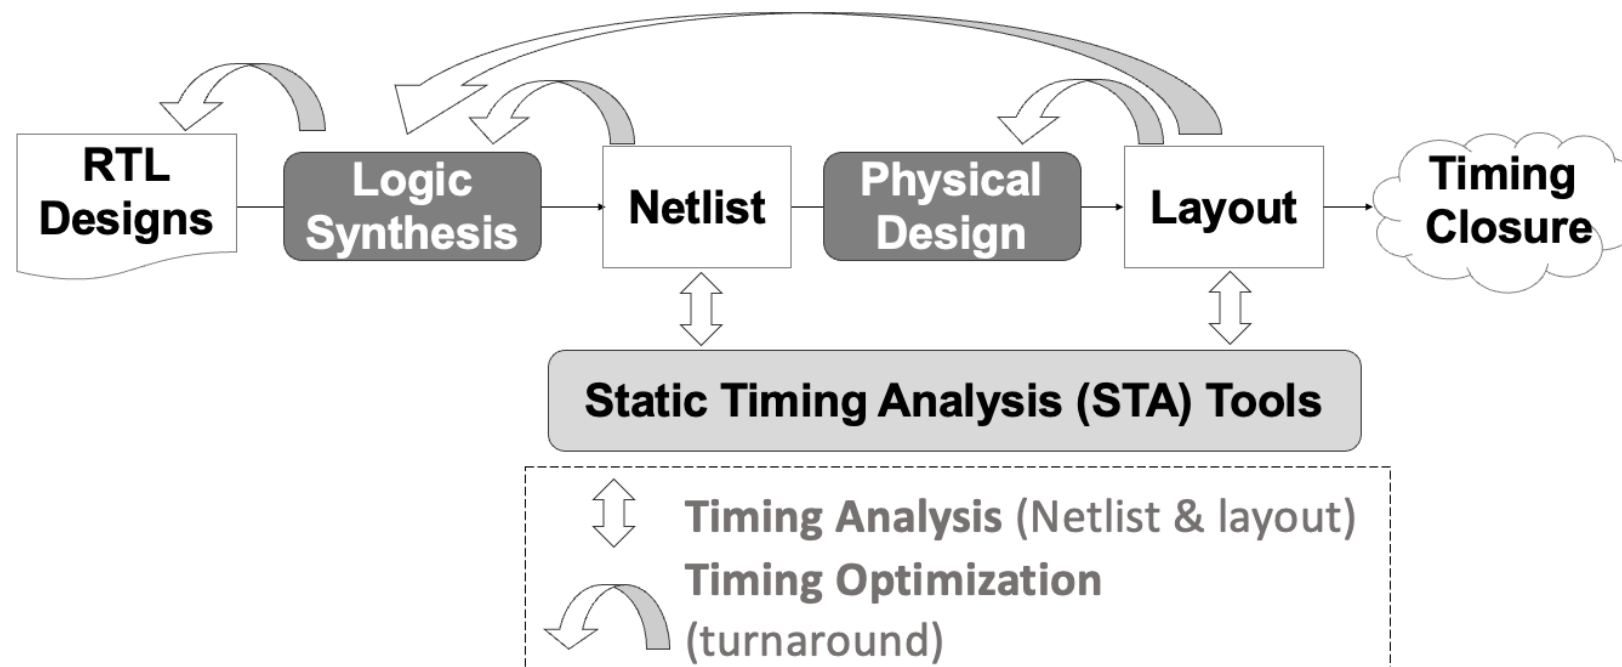 RTL
Designs
Logic
Synthesis
Netlist
Physical
Design
Layout
Timing
Closure
Static Timing Analysis (STA) Tools
Timing Analysis (Netlist & layout)
Timing Optimization
(turnaround)